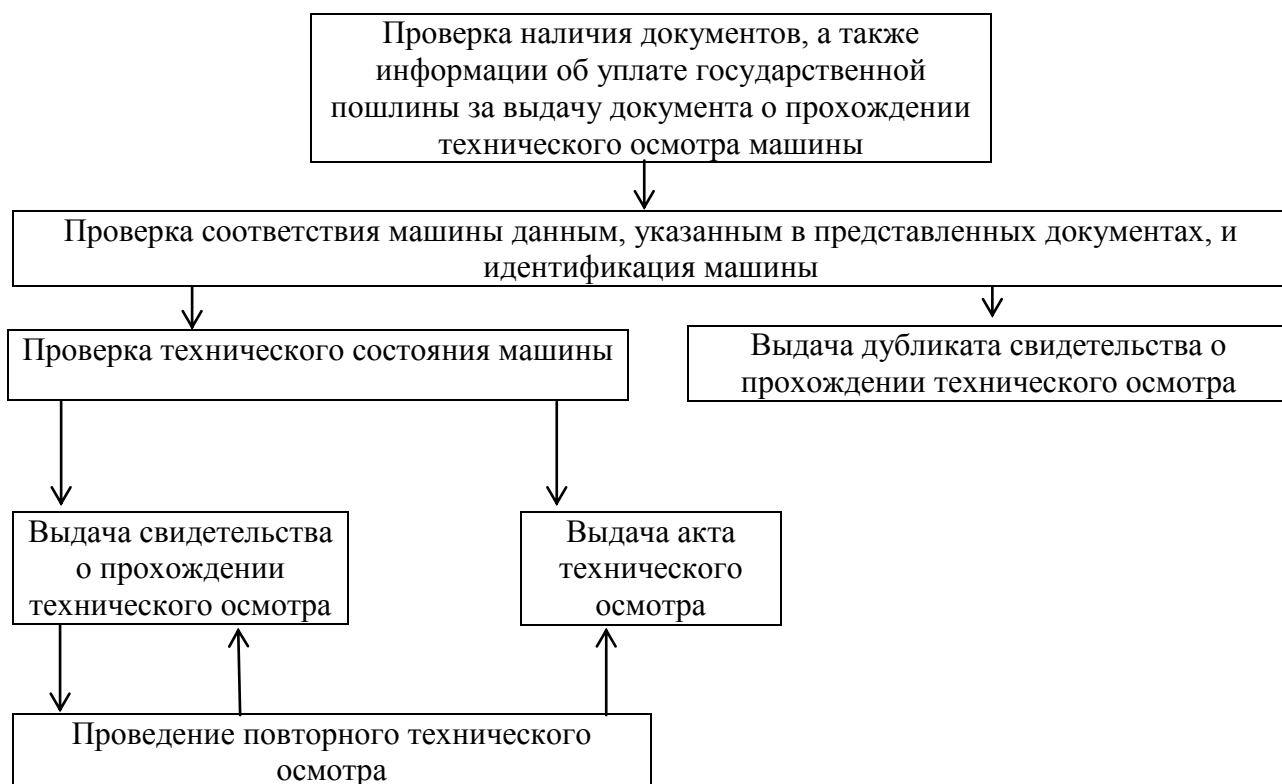 Проверка наличия документов, а также
информации об уплате государственной
пошлины за выдачу документа о прохождении
технического осмотра машины
Проверка соответствия машины данным, указанным в представленных документах, и
идентификация машины
Проверка технического состояния машины
Выдача дубликата свидетельства о
прохождении технического осмотра
Выдача свидетельства
о прохождении
технического осмотра
Выдача акта
технического
осмотра
Проведение повторного технического
осмотра